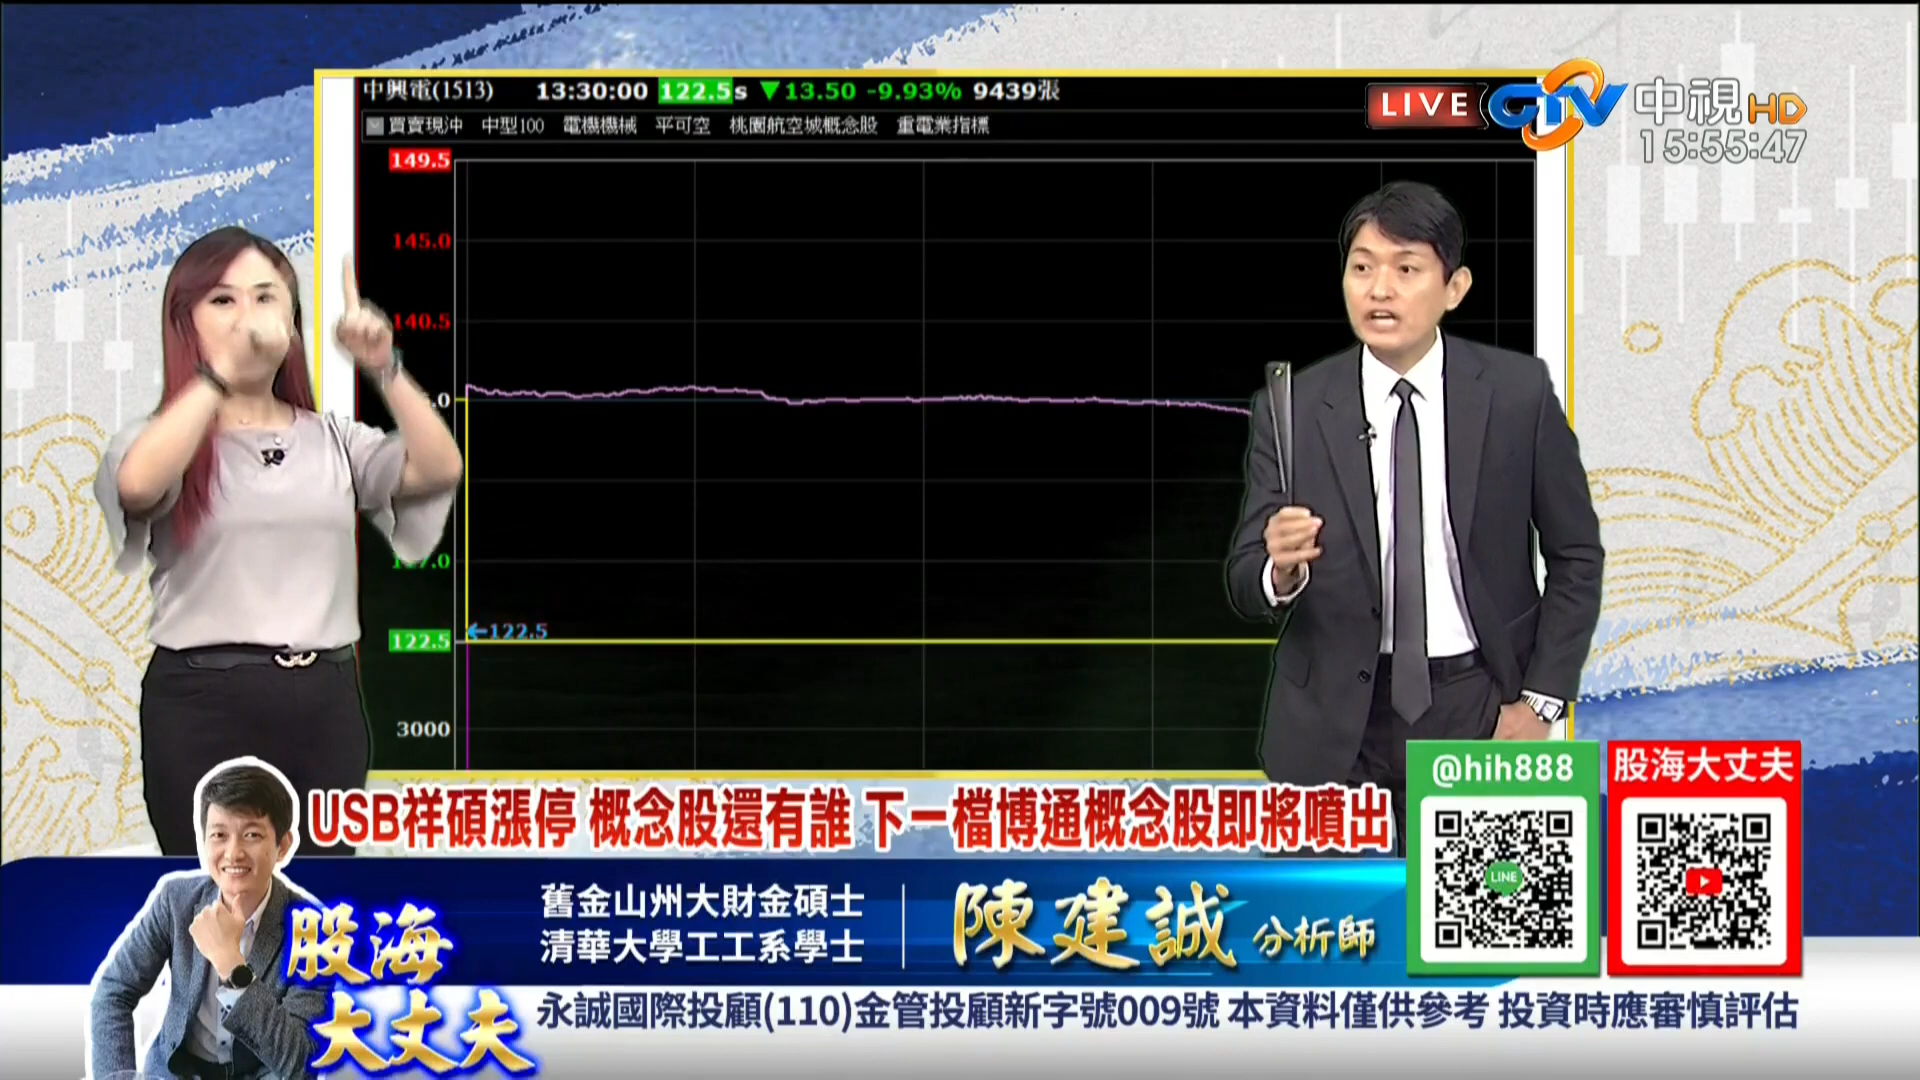 中興電(1513) 13:30:00 122.5s ▼13.50 -9.93% 9439張
買賣現沖 中型100 電機機械 平可空 桃園航空城概念股 重電業指標
LIVE CTV 中視HD
15:55:47
149.5
145.0
140.5
122.5
←122.5
3000
USB祥碩漲停 概念股還有誰 下一檔博通概念股即將噴出
@hih888
LINE
股海大丈夫
舊金山州大財金碩士
清華大學工工系學士
陳建誠 分析師
股海
大丈夫
永誠國際投顧(110)金管投顧新字號009號 本資料僅供參考 投資時應審慎評估